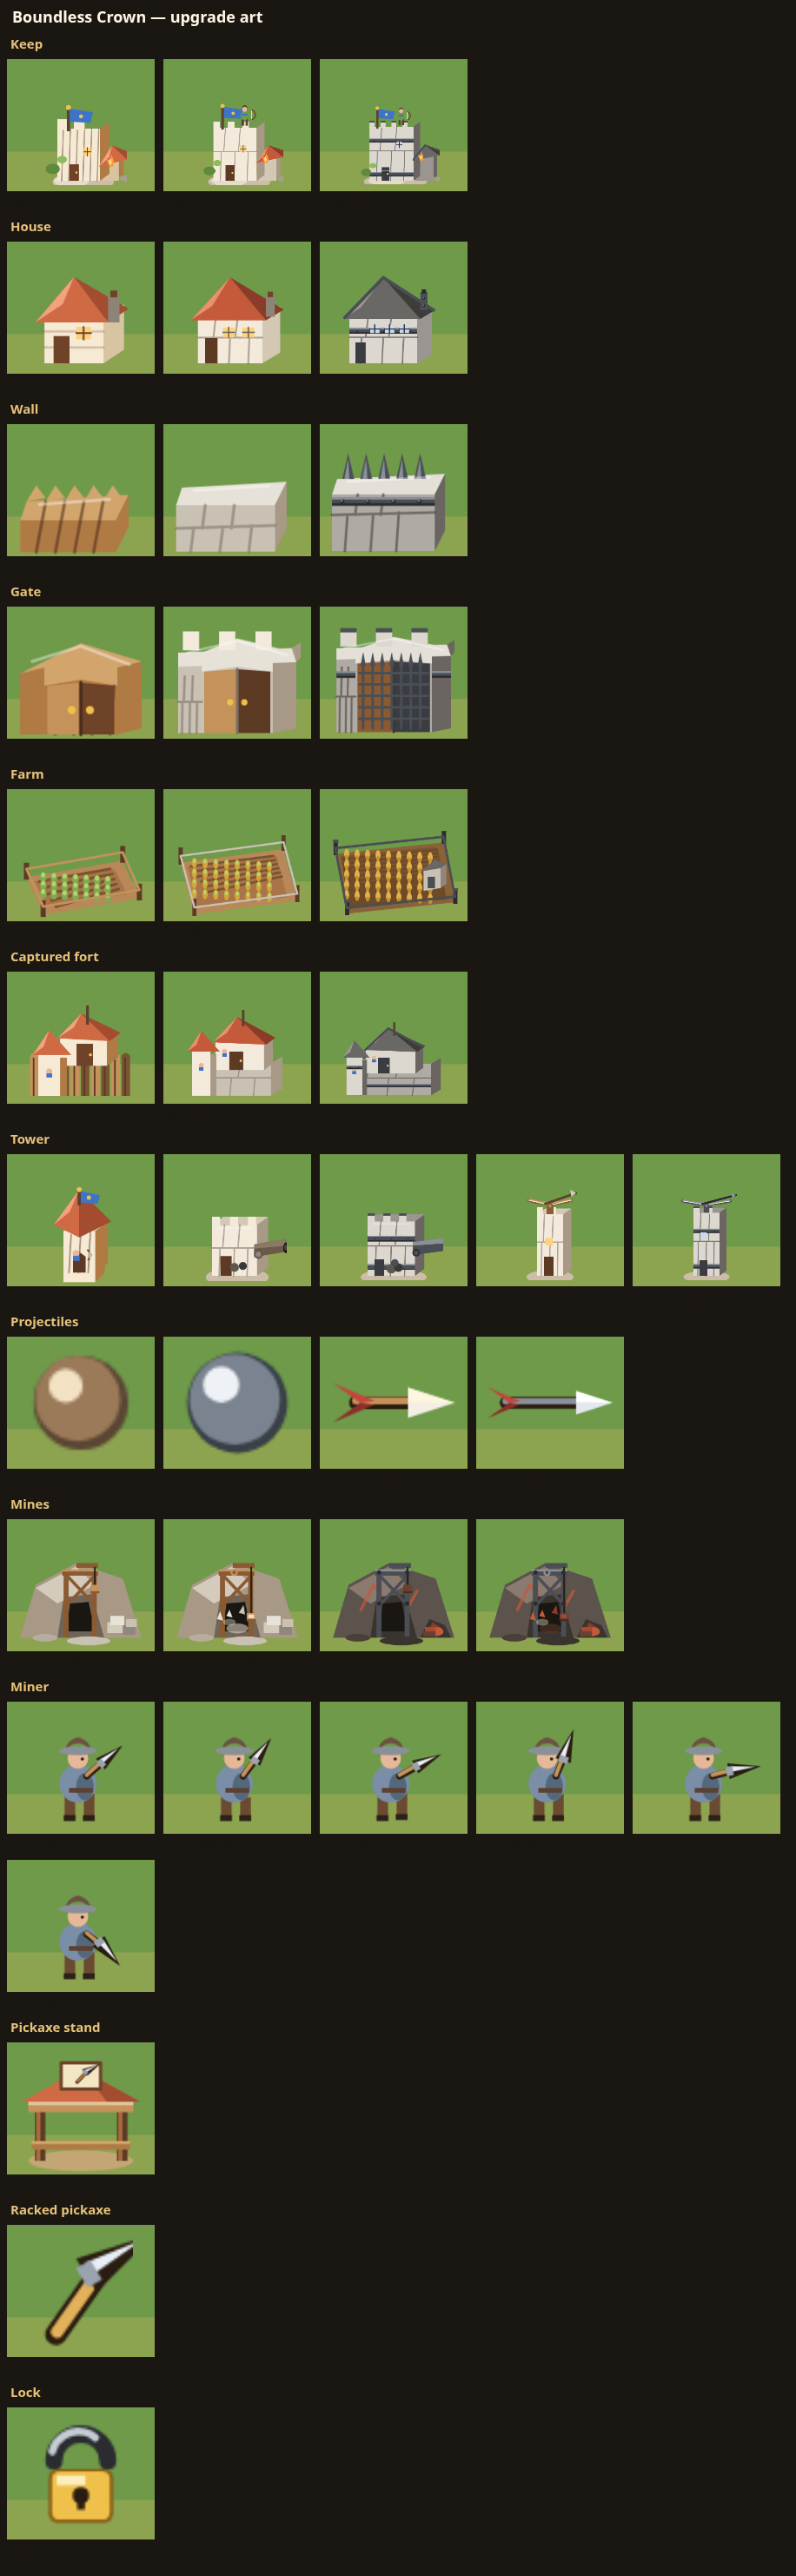 Boundless Crown — upgrade art
Keep
House
Wall
Gate
Farm
Captured fort
Tower
Projectiles
Mines
Miner
Pickaxe stand
Racked pickaxe
Lock